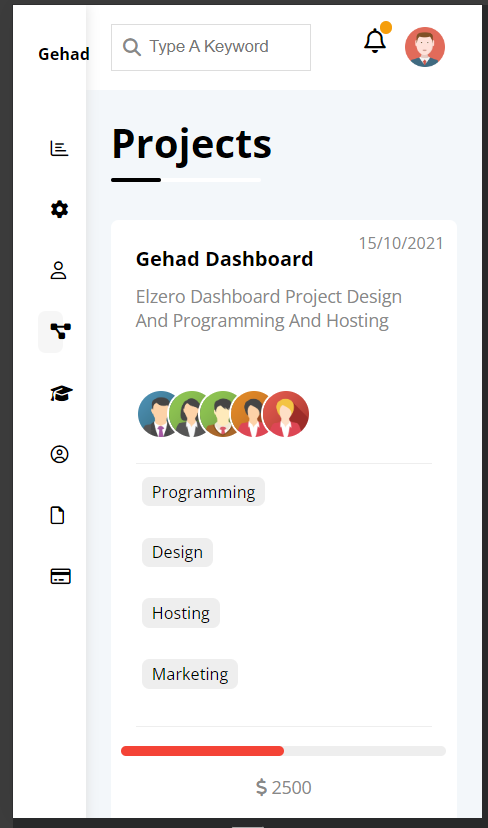 Gehad
Type A Keyword
Projects
15/10/2021
Gehad Dashboard
Elzero Dashboard Project Design
And Programming And Hosting
Programming
Design
Hosting
Marketing
$ 2500